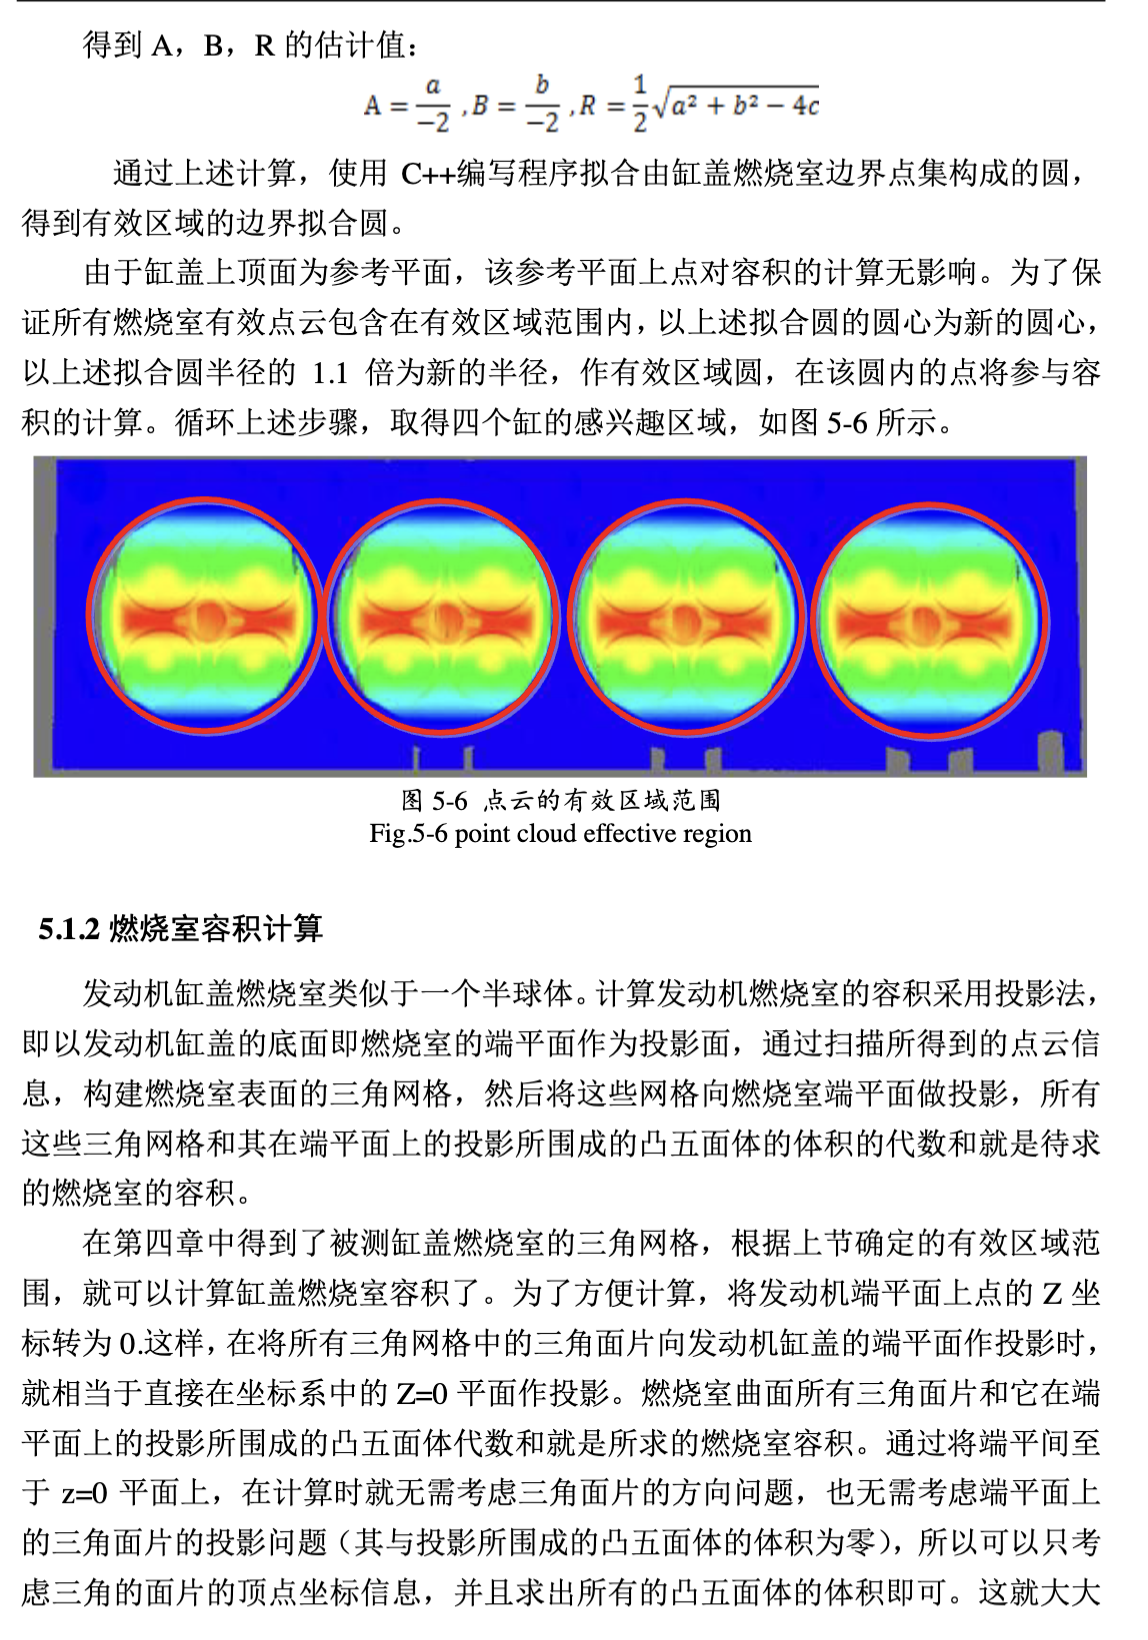 得到 A，B，R 的估计值：
A = a/-2 ,B = b/-2 ,R = 1/2 √(a² + b² − 4c)
通过上述计算，使用 C++编写程序拟合由缸盖燃烧室边界点集构成的圆，
得到有效区域的边界拟合圆。
由于缸盖上顶面为参考平面，该参考平面上点对容积的计算无影响。为了保
证所有燃烧室有效点云包含在有效区域范围内，以上述拟合圆的圆心为新的圆心，
以上述拟合圆半径的 1.1 倍为新的半径，作有效区域圆，在该圆内的点将参与容
积的计算。循环上述步骤，取得四个缸的感兴趣区域，如图 5-6 所示。
图 5-6 点云的有效区域范围
Fig.5-6 point cloud effective region
5.1.2 燃烧室容积计算
发动机缸盖燃烧室类似于一个半球体。计算发动机燃烧室的容积采用投影法，
即以发动机缸盖的底面即燃烧室的端平面作为投影面，通过扫描所得到的点云信
息，构建燃烧室表面的三角网格，然后将这些网格向燃烧室端平面做投影，所有
这些三角网格和其在端平面上的投影所围成的凸五面体的体积的代数和就是待求
的燃烧室的容积。
在第四章中得到了被测缸盖燃烧室的三角网格，根据上节确定的有效区域范
围，就可以计算缸盖燃烧室容积了。为了方便计算，将发动机端平面上点的 Z 坐
标转为 0.这样，在将所有三角网格中的三角面片向发动机缸盖的端平面作投影时，
就相当于直接在坐标系中的 Z=0 平面作投影。燃烧室曲面所有三角面片和它在端
平面上的投影所围成的凸五面体代数和就是所求的燃烧室容积。通过将端平间至
于 z=0 平面上，在计算时就无需考虑三角面片的方向问题，也无需考虑端平面上
的三角面片的投影问题（其与投影所围成的凸五面体的体积为零），所以可以只考
虑三角的面片的顶点坐标信息，并且求出所有的凸五面体的体积即可。这就大大